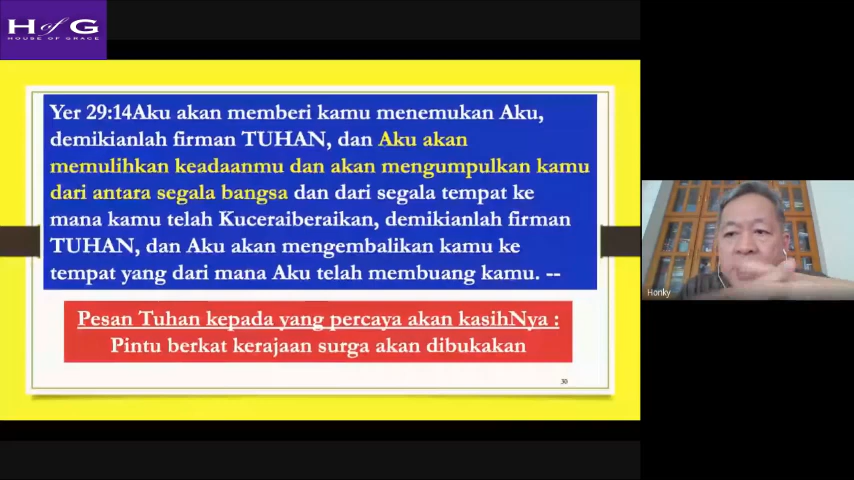 H of G
HOUSE OF GRACE
Yer 29:14Aku akan memberi kamu menemukan Aku,
demikianlah firman TUHAN, dan Aku akan
memulihkan keadaanmu dan akan mengumpulkan kamu
dari antara segala bangsa dan dari segala tempat ke
mana kamu telah Kuceraiberaikan, demikianlah firman
TUHAN, dan Aku akan mengembalikan kamu ke
tempat yang dari mana Aku telah membuang kamu. --
Pesan Tuhan kepada yang percaya akan kasihNya :
Pintu berkat kerajaan surga akan dibukakan
30
Honky